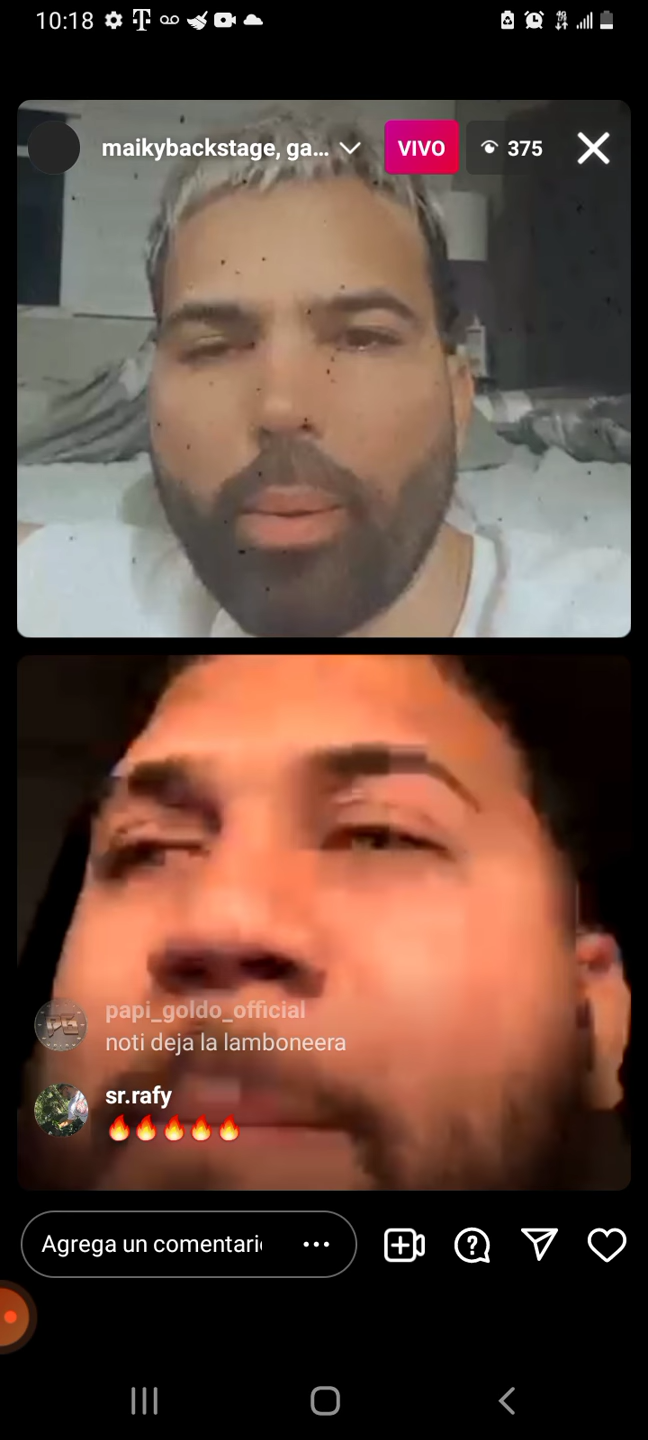 10:18
maikybackstage, ga...
VIVO
375
papi_goldo_official
noti deja la lamboneera
sr.rafy
🔥🔥🔥🔥🔥
Agrega un comentari